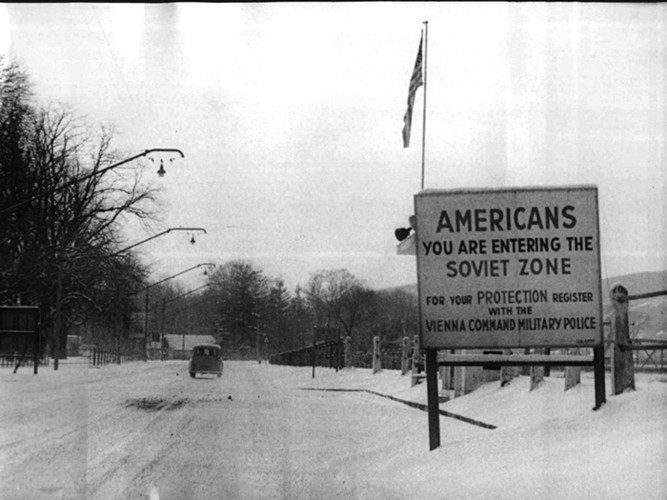 AMERICANS
YOU ARE ENTERING THE
SOVIET ZONE
FOR YOUR PROTECTION REGISTER
WITH THE
VIENNA COMMAND MILITARY POLICE